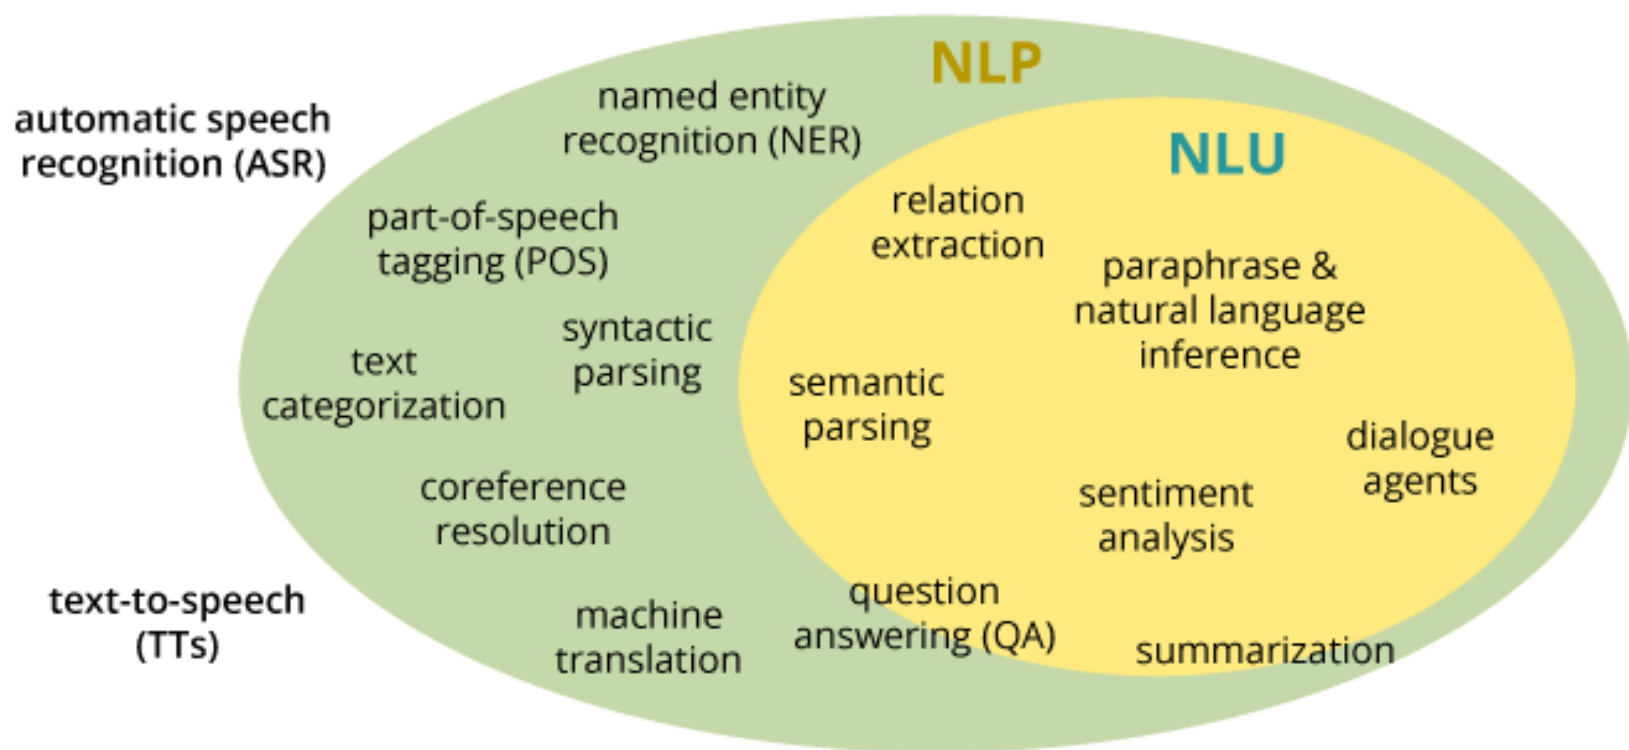 NLP
named entity
recognition (NER)
automatic speech
recognition (ASR)
NLU
relation
extraction
part-of-speech
tagging (POS)
paraphrase &
natural language
inference
syntactic
parsing
text
categorization
semantic
parsing
dialogue
agents
coreference
resolution
sentiment
analysis
text-to-speech
(TTs)
machine
translation
question
answering (QA)
summarization